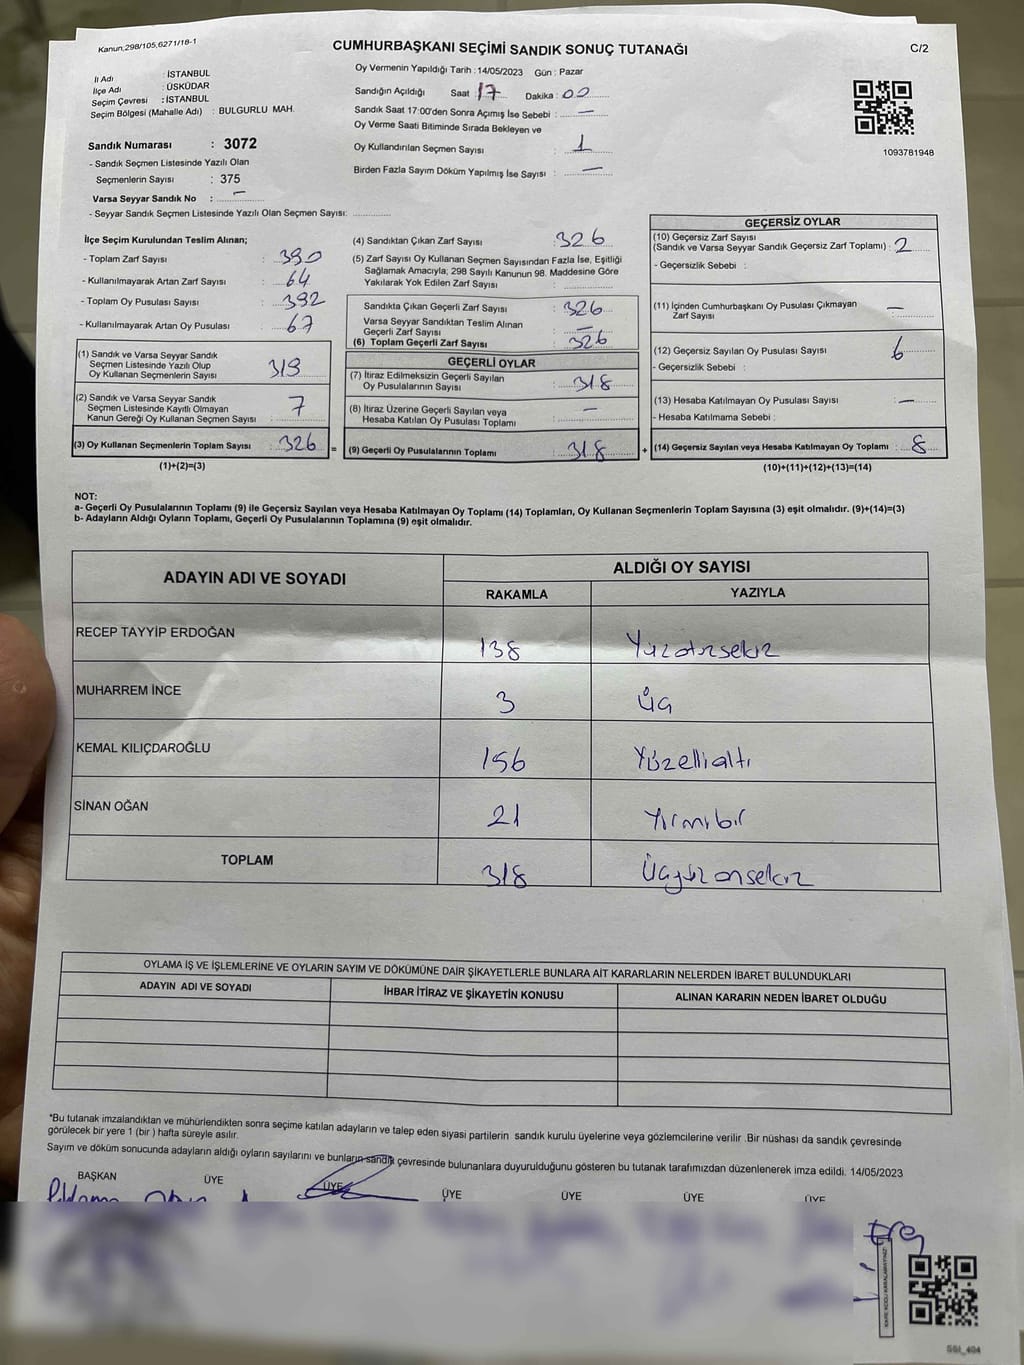 Kanun,298/105,6271/18-1
CUMHURBAŞKANI SEÇİMİ SANDIK SONUÇ TUTANAĞI
C/2
İl Adı : İSTANBUL
İlçe Adı : ÜSKÜDAR
Seçim Çevresi : İSTANBUL
Seçim Bölgesi (Mahalle Adı) : BULGURLU MAH.
Sandık Numarası : 3072
- Sandık Seçmen Listesinde Yazılı Olan
Seçmenlerin Sayısı : 375
Varsa Seyyar Sandık No : —
- Seyyar Sandık Seçmen Listesinde Yazılı Olan Seçmen Sayısı: ............
Oy Vermenin Yapıldığı Tarih : 14/05/2023 Gün : Pazar
Sandığın Açıldığı Saat : 17 Dakika : 00
Sandık Saat 17:00'den Sonra Açımış İse Sebebi : —
Oy Verme Saati Bitiminde Sırada Bekleyen ve
Oy Kullandırılan Seçmen Sayısı : 1
Birden Fazla Sayım Döküm Yapılmış İse Sayısı : —
1093781948
İlçe Seçim Kurulundan Teslim Alınan;
- Toplam Zarf Sayısı : 390
- Kullanılmayarak Artan Zarf Sayısı : 64
- Toplam Oy Pusulası Sayısı : 392
- Kullanılmayarak Artan Oy Pusulası : 67
(1) Sandık ve Varsa Seyyar Sandık
Seçmen Listesinde Yazılı Olup
Oy Kullanan Seçmenlerin Sayısı : 319
(2) Sandık ve Varsa Seyyar Sandık
Seçmen Listesinde Kayıtlı Olmayan
Kanun Gereği Oy Kullanan Seçmen Sayısı : 7
(3) Oy Kullanan Seçmenlerin Toplam Sayısı : 326
(1)+(2)=(3)
(4) Sandıktan Çıkan Zarf Sayısı : 326
(5) Zarf Sayısı Oy Kullanan Seçmen Sayısından Fazla İse, Eşitliği
Sağlamak Amacıyla; 298 Sayılı Kanunun 98. Maddesine Göre
Yakılarak Yok Edilen Zarf Sayısı :
Sandıkta Çıkan Geçerli Zarf Sayısı : 326
Varsa Seyyar Sandıktan Teslim Alınan
Geçerli Zarf Sayısı : —
(6) Toplam Geçerli Zarf Sayısı : 326
GEÇERLİ OYLAR
(7) İtiraz Edilmeksizin Geçerli Sayılan
Oy Pusulalarının Sayısı : 318
(8) İtiraz Üzerine Geçerli Sayılan veya
Hesaba Katılan Oy Pusulası Toplamı : —
= (9) Geçerli Oy Pusulalarının Toplamı : 318
GEÇERSİZ OYLAR
(10) Geçersiz Zarf Sayısı
(Sandık ve Varsa Seyyar Sandık Geçersiz Zarf Toplamı) : 2
- Geçersizlik Sebebi :
(11) İçinden Cumhurbaşkanı Oy Pusulası Çıkmayan
Zarf Sayısı : —
(12) Geçersiz Sayılan Oy Pusulası Sayısı : 6
- Geçersizlik Sebebi :
(13) Hesaba Katılmayan Oy Pusulası Sayısı : —
- Hesaba Katılmama Sebebi :
+ (14) Geçersiz Sayılan veya Hesaba Katılmayan Oy Toplamı : 8
(10)+(11)+(12)+(13)=(14)
NOT:
a- Geçerli Oy Pusulalarının Toplamı (9) ile Geçersiz Sayılan veya Hesaba Katılmayan Oy Toplamı (14) Toplamları, Oy Kullanan Seçmenlerin Toplam Sayısına (3) eşit olmalıdır. (9)+(14)=(3)
b- Adayların Aldığı Oyların Toplamı, Geçerli Oy Pusulalarının Toplamına (9) eşit olmalıdır.
ADAYIN ADI VE SOYADI
ALDIĞI OY SAYISI
RAKAMLA YAZIYLA
RECEP TAYYİP ERDOĞAN 138 Yüzotuzsekiz
MUHARREM İNCE 3 Üç
KEMAL KILIÇDAROĞLU 156 Yüzellialtı
SİNAN OĞAN 21 Yirmibir
TOPLAM 318 Üçyüzonsekiz
OYLAMA İŞ VE İŞLEMLERİNE VE OYLARIN SAYIM VE DÖKÜMÜNE DAİR ŞİKAYETLERLE BUNLARA AİT KARARLARIN NELERDEN İBARET BULUNDUKLARI
ADAYIN ADI VE SOYADI İHBAR İTİRAZ VE ŞİKAYETİN KONUSU ALINAN KARARIN NEDEN İBARET OLDUĞU
*Bu tutanak imzalandıktan ve mühürlendikten sonra seçime katılan adayların ve talep eden siyasi partilerin sandık kurulu üyelerine veya gözlemcilerine verilir .Bir nüshası da sandık çevresinde
görülecek bir yere 1 (bir ) hafta süreyle asılır.
Sayım ve döküm sonucunda adayların aldığı oyların sayılarını ve bunların sandık çevresinde bulunanlara duyurulduğunu gösteren bu tutanak tarafımızdan düzenlenerek imza edildi. 14/05/2023
BAŞKAN ÜYE ÜYE ÜYE ÜYE ÜYE ÜYE